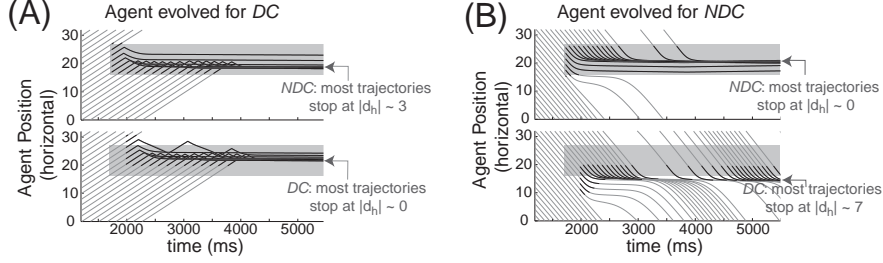 (A)
Agent evolved for DC
Agent Position
(horizontal)
30
20
10
0
NDC: most trajectories
stop at |dh| ~ 3
30
20
10
0
DC: most trajectories
stop at |dh| ~ 0
2000 3000 4000 5000
time (ms)
(B)
Agent evolved for NDC
Agent Position
(horizontal)
30
20
10
0
NDC: most trajectories
stop at |dh| ~ 0
30
20
10
0
DC: most trajectories
stop at |dh| ~ 7
2000 3000 4000 5000
time (ms)